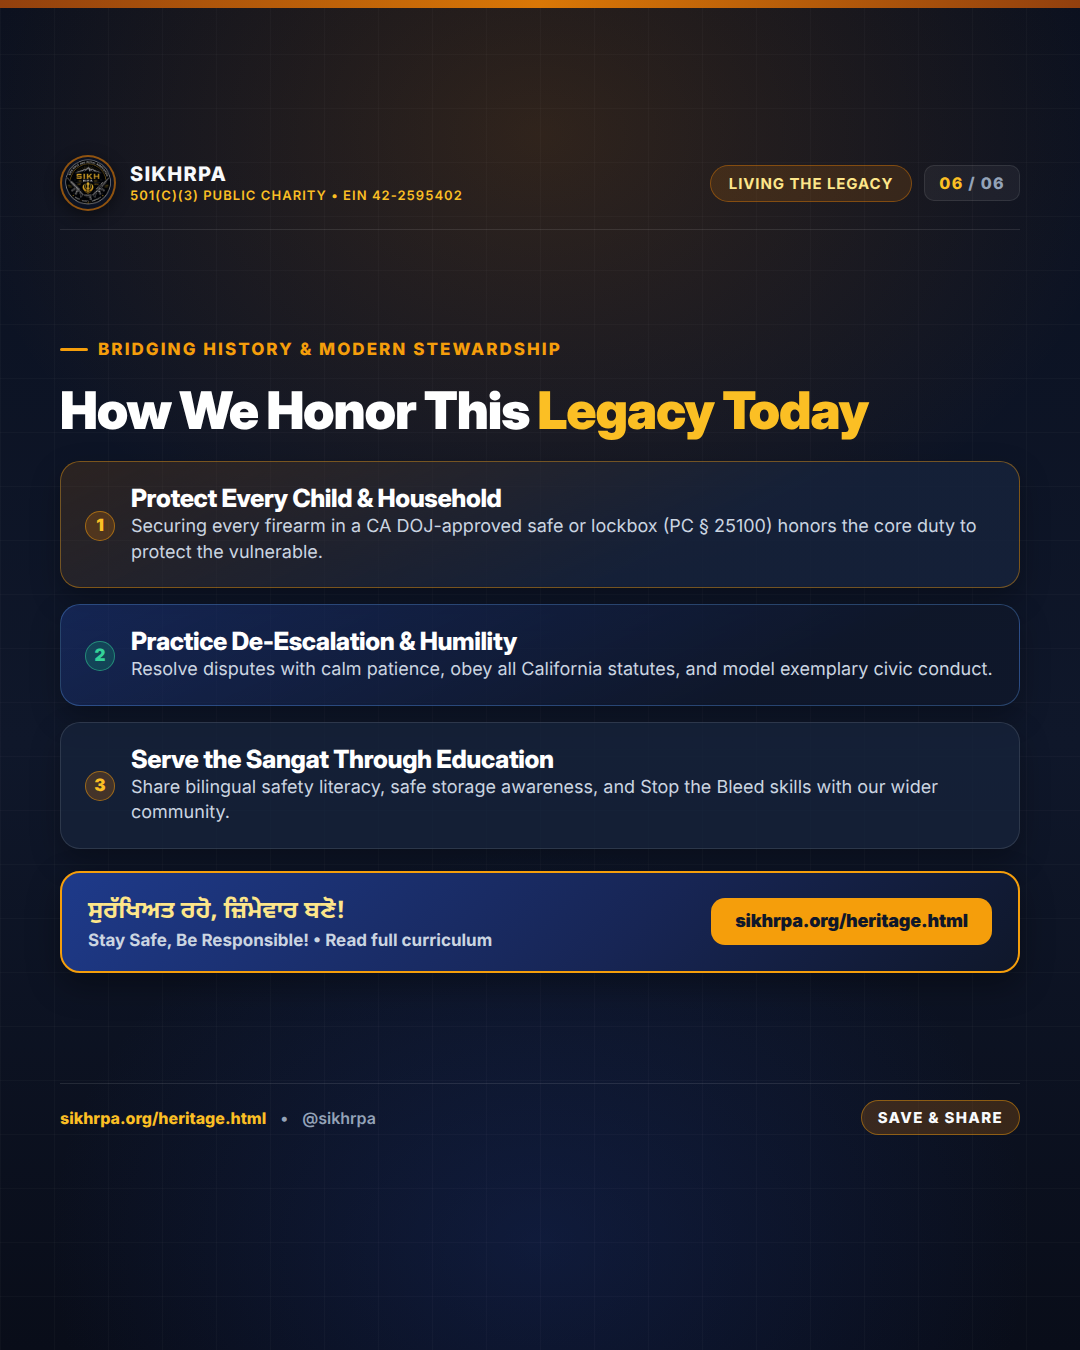 SIKH
SIKHRPA
501(C)(3) PUBLIC CHARITY • EIN 42-2595402
LIVING THE LEGACY
06 / 06
BRIDGING HISTORY & MODERN STEWARDSHIP
How We Honor This Legacy Today
1
Protect Every Child & Household
Securing every firearm in a CA DOJ-approved safe or lockbox (PC § 25100) honors the core duty to
protect the vulnerable.
2
Practice De-Escalation & Humility
Resolve disputes with calm patience, obey all California statutes, and model exemplary civic conduct.
3
Serve the Sangat Through Education
Share bilingual safety literacy, safe storage awareness, and Stop the Bleed skills with our wider
community.
ਸੁਰੱਖਿਅਤ ਰਹੋ, ਜ਼ਿੰਮੇਵਾਰ ਬਣੋ!
Stay Safe, Be Responsible! • Read full curriculum
sikhrpa.org/heritage.html
sikhrpa.org/heritage.html • @sikhrpa
SAVE & SHARE